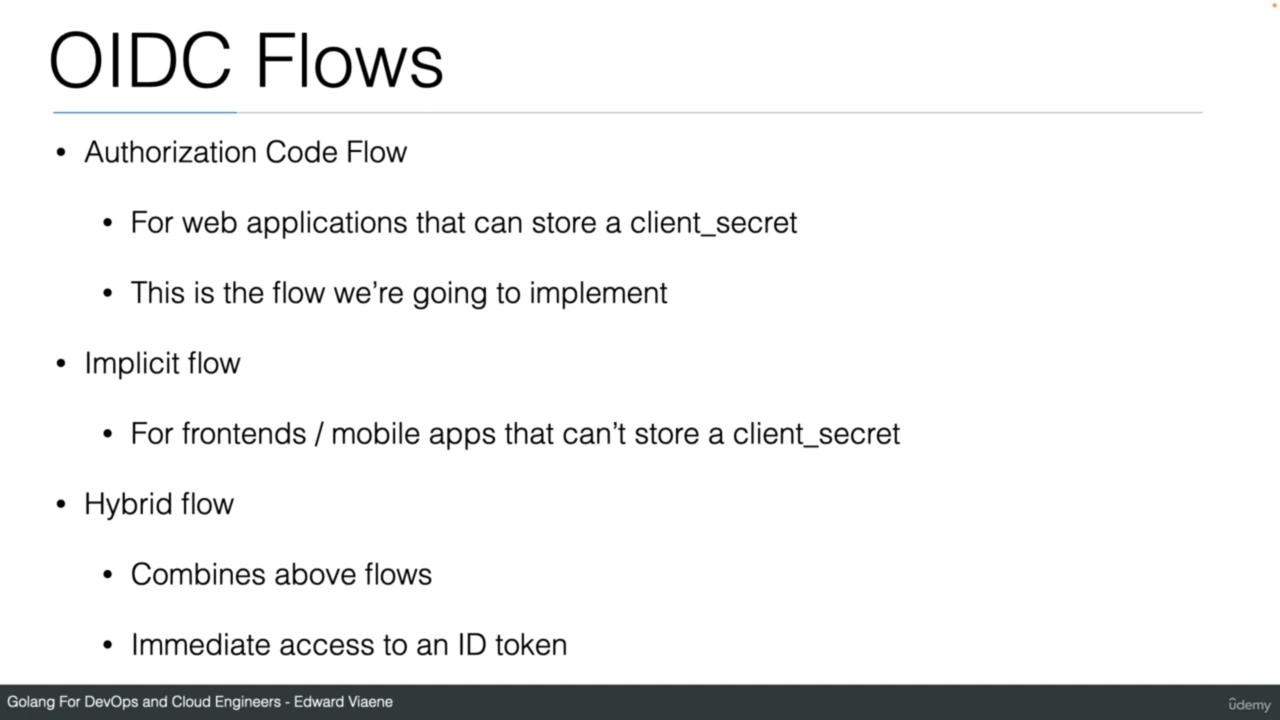 OIDC Flows
• Authorization Code Flow
• For web applications that can store a client_secret
• This is the flow we're going to implement
• Implicit flow
• For frontends / mobile apps that can't store a client_secret
• Hybrid flow
• Combines above flows
• Immediate access to an ID token
Golang For DevOps and Cloud Engineers - Edward Viaene
ûdemy